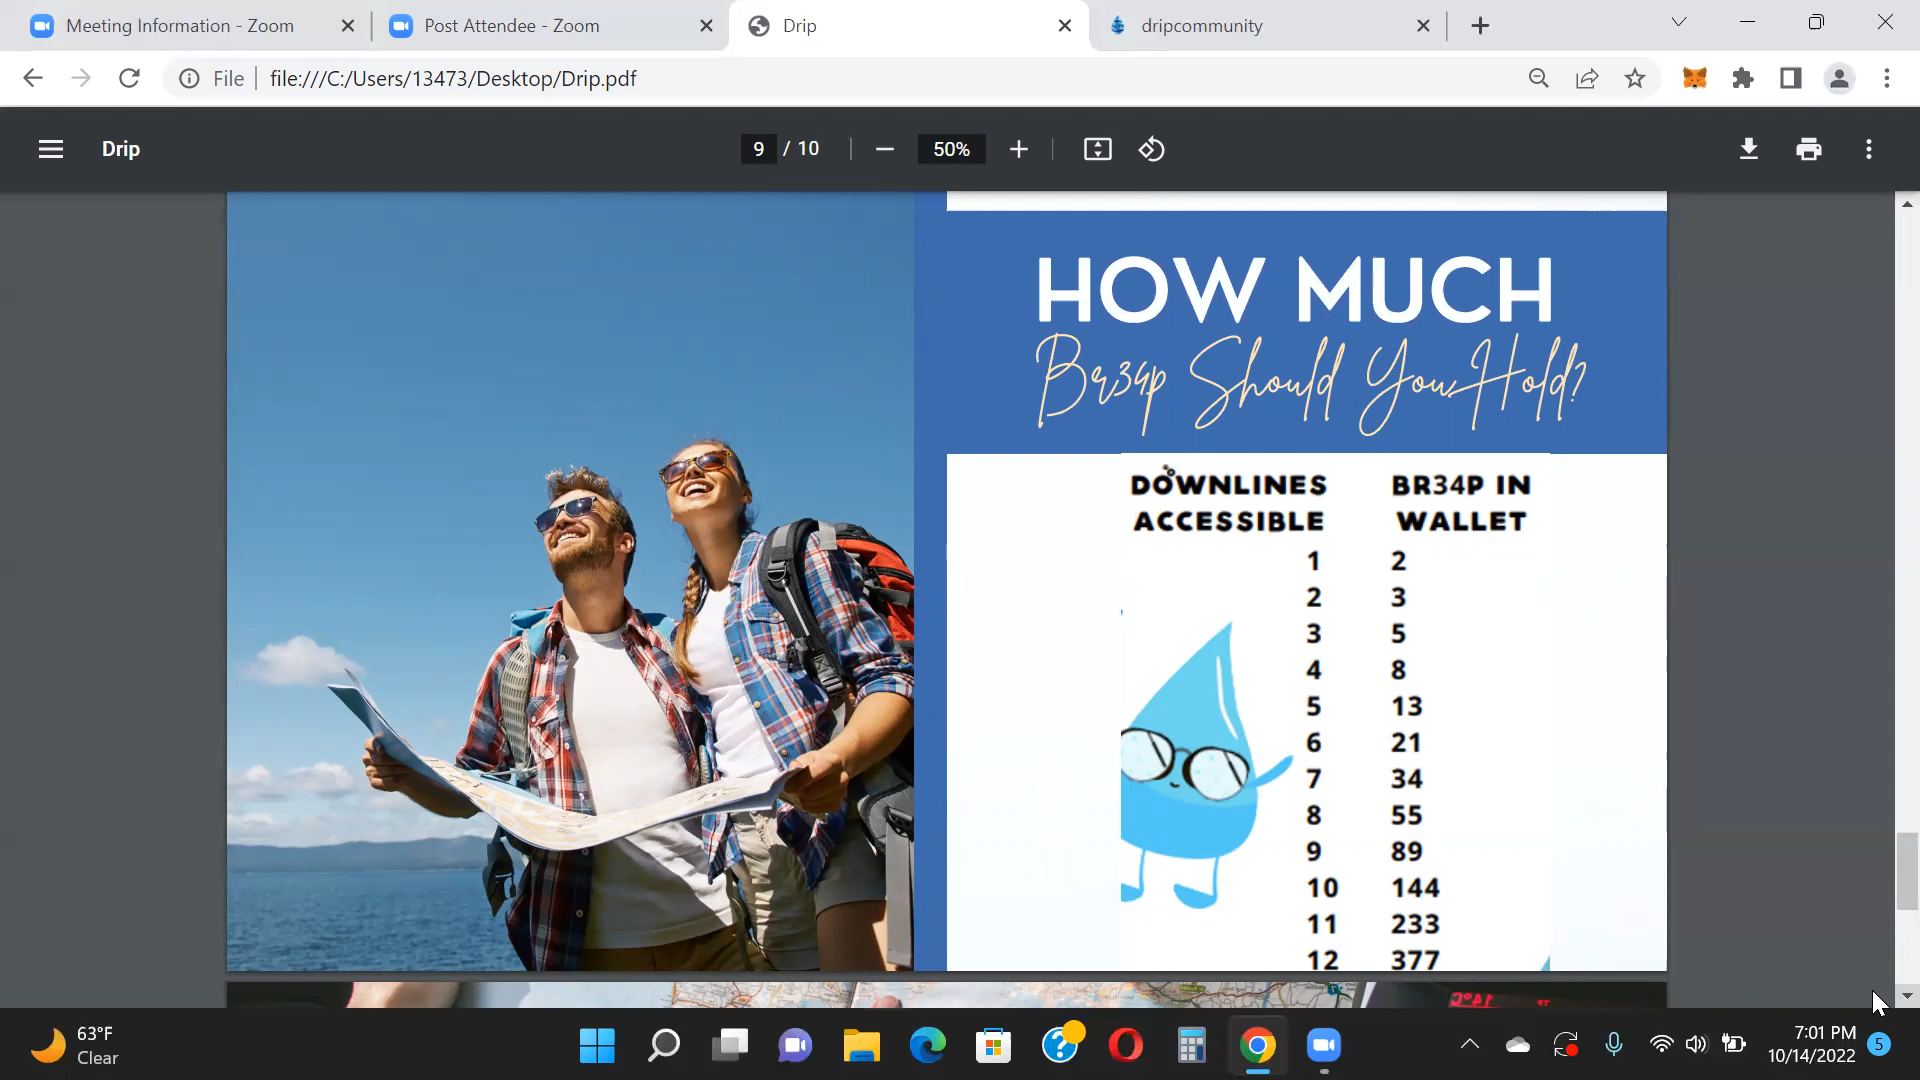 Meeting Information - Zoom
Post Attendee - Zoom
Drip
dripcommunity
File
file:///C:/Users/13473/Desktop/Drip.pdf
Drip
9 / 10
50%
HOW MUCH
Br34p Should You Hold?
DOWNLINES ACCESSIBLE
BR34P IN WALLET
1 2
2 3
3 5
4 8
5 13
6 21
7 34
8 55
9 89
10 144
11 233
12 377
63°F
Clear
7:01 PM
10/14/2022
5